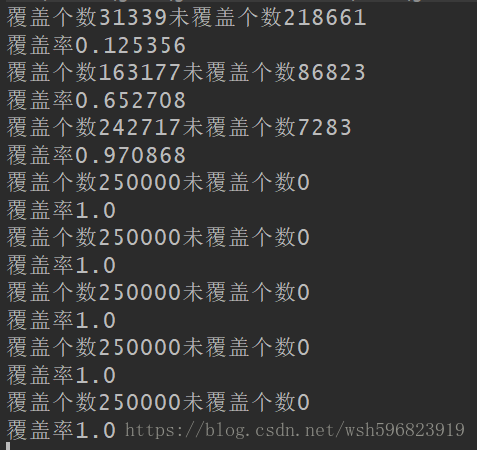 覆盖个数31339未覆盖个数218661
覆盖率0.125356
覆盖个数163177未覆盖个数86823
覆盖率0.652708
覆盖个数242717未覆盖个数7283
覆盖率0.970868
覆盖个数250000未覆盖个数0
覆盖率1.0
覆盖个数250000未覆盖个数0
覆盖率1.0
覆盖个数250000未覆盖个数0
覆盖率1.0
覆盖个数250000未覆盖个数0
覆盖率1.0
覆盖个数250000未覆盖个数0
覆盖率1.0 https://blog.csdn.net/wsh596823919